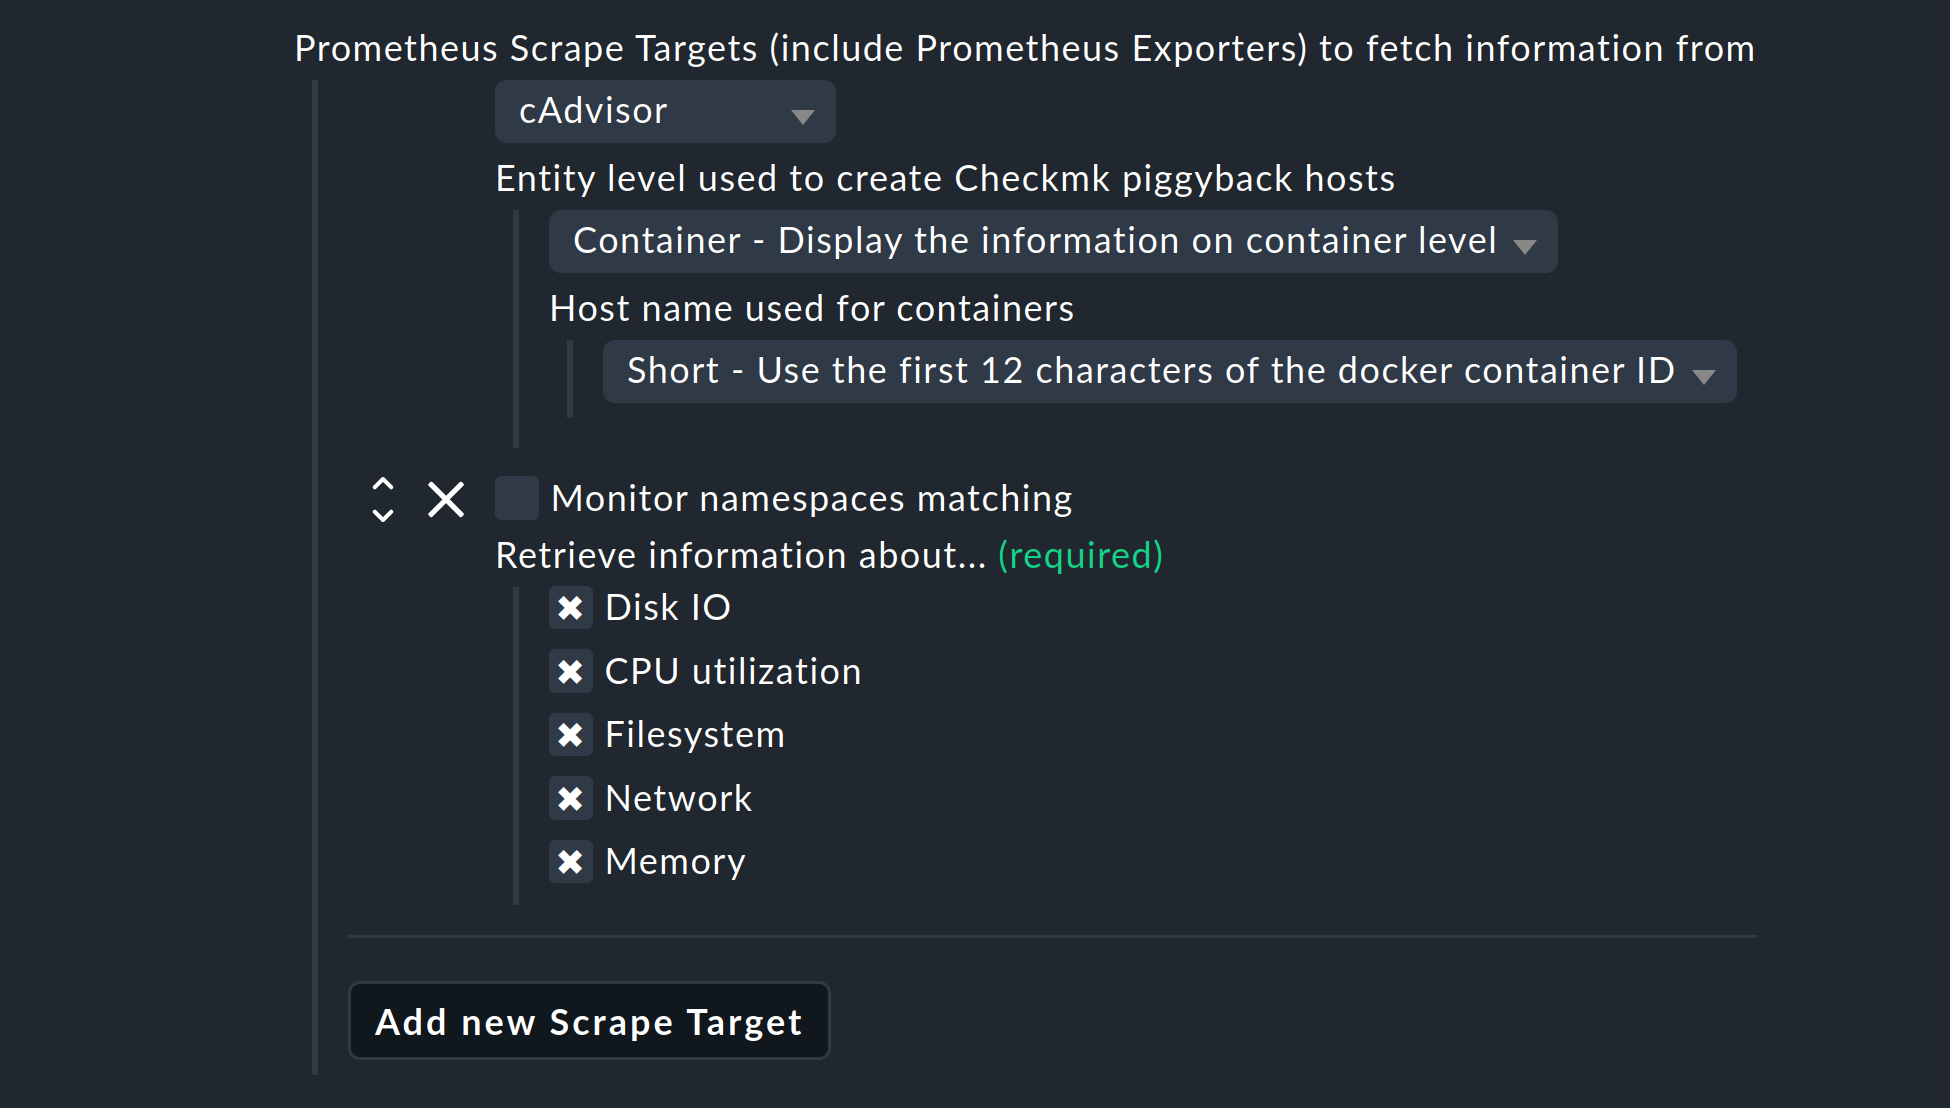 Prometheus Scrape Targets (include Prometheus Exporters) to fetch information from
cAdvisor
Entity level used to create Checkmk piggyback hosts
Container - Display the information on container level
Host name used for containers
Short - Use the first 12 characters of the docker container ID
Monitor namespaces matching
Retrieve information about... (required)
Disk IO
CPU utilization
Filesystem
Network
Memory
Add new Scrape Target